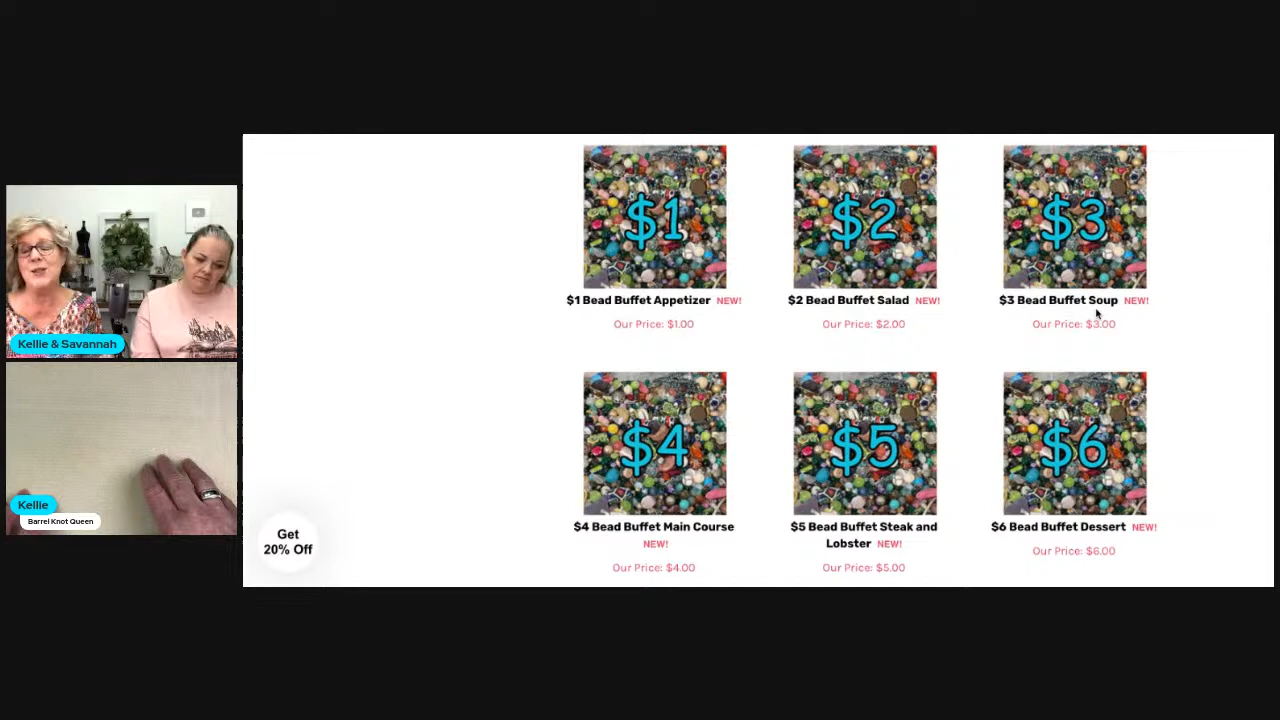 $1
$2
$3
$1 Bead Buffet Appetizer NEW!
$2 Bead Buffet Salad NEW!
$3 Bead Buffet Soup NEW!
Our Price: $1.00
Our Price: $2.00
Our Price: $3.00
Kellie & Savannah
$4
$5
$6
$4 Bead Buffet Main Course
NEW!
$5 Bead Buffet Steak and
Lobster NEW!
$6 Bead Buffet Dessert NEW!
Our Price: $4.00
Our Price: $5.00
Our Price: $6.00
Kellie
Barrel Knot Queen
Get
20% Off